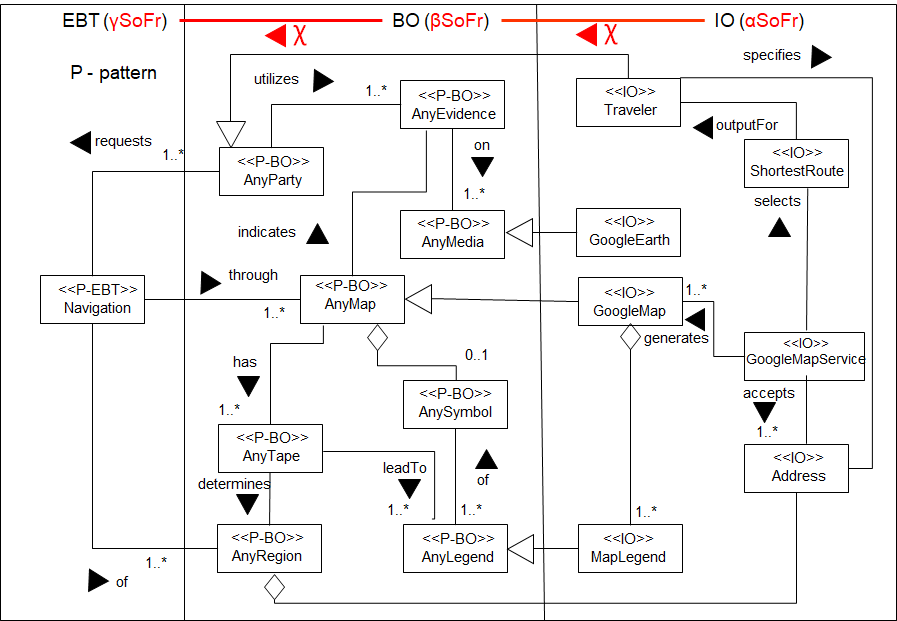 EBT (γSoFr) BO (βSoFr) IO (αSoFr)
χ χ
P - pattern
specifies
utilizes
1..*
<<P-BO>>
AnyEvidence
<<IO>>
Traveler
outputFor
requests
1..*
<<P-BO>>
AnyParty
on
1..*
<<IO>>
ShortestRoute
selects
indicates
<<P-BO>>
AnyMedia
<<IO>>
GoogleEarth
<<P-EBT>>
Navigation
through
1..*
<<P-BO>>
AnyMap
<<IO>>
GoogleMap
1..*
generates
<<IO>>
GoogleMapService
has
1..*
0..1
<<P-BO>>
AnySymbol
accepts
1..*
<<P-BO>>
AnyTape
leadTo
1..*
of
1..*
<<IO>>
Address
determines
<<P-BO>>
AnyRegion
<<P-BO>>
AnyLegend
1..*
<<IO>>
MapLegend
1..*
of